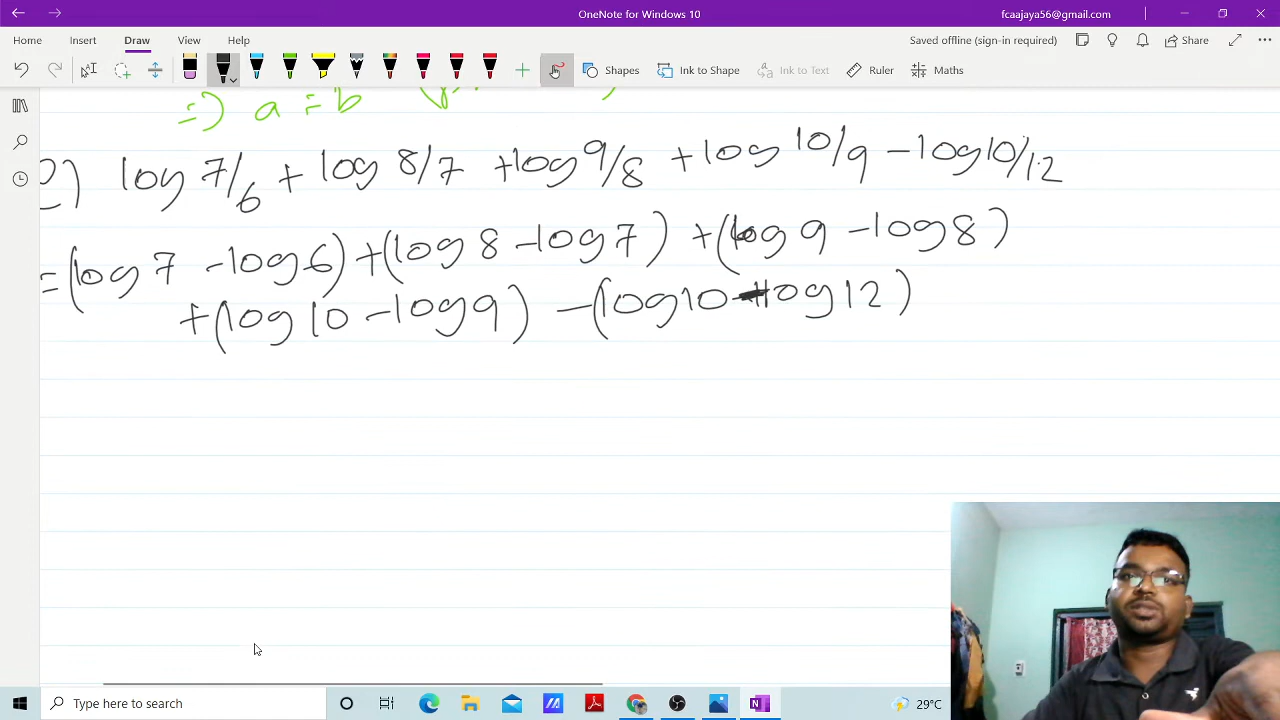 OneNote for Windows 10
fcaajaya56@gmail.com
Home Insert Draw View Help
Saved offline (sign-in required) Share
Shapes Ink to Shape Ink to Text Ruler Maths
=) a = b
2) log 7/6 + log 8/7 + log 9/8 + log 10/9 - log 10/12
= (log 7 - log 6) + (log 8 - log 7) + (log 9 - log 8)
+ (log 10 - log 9) - (log 10 - log 12)
Type here to search
29°C